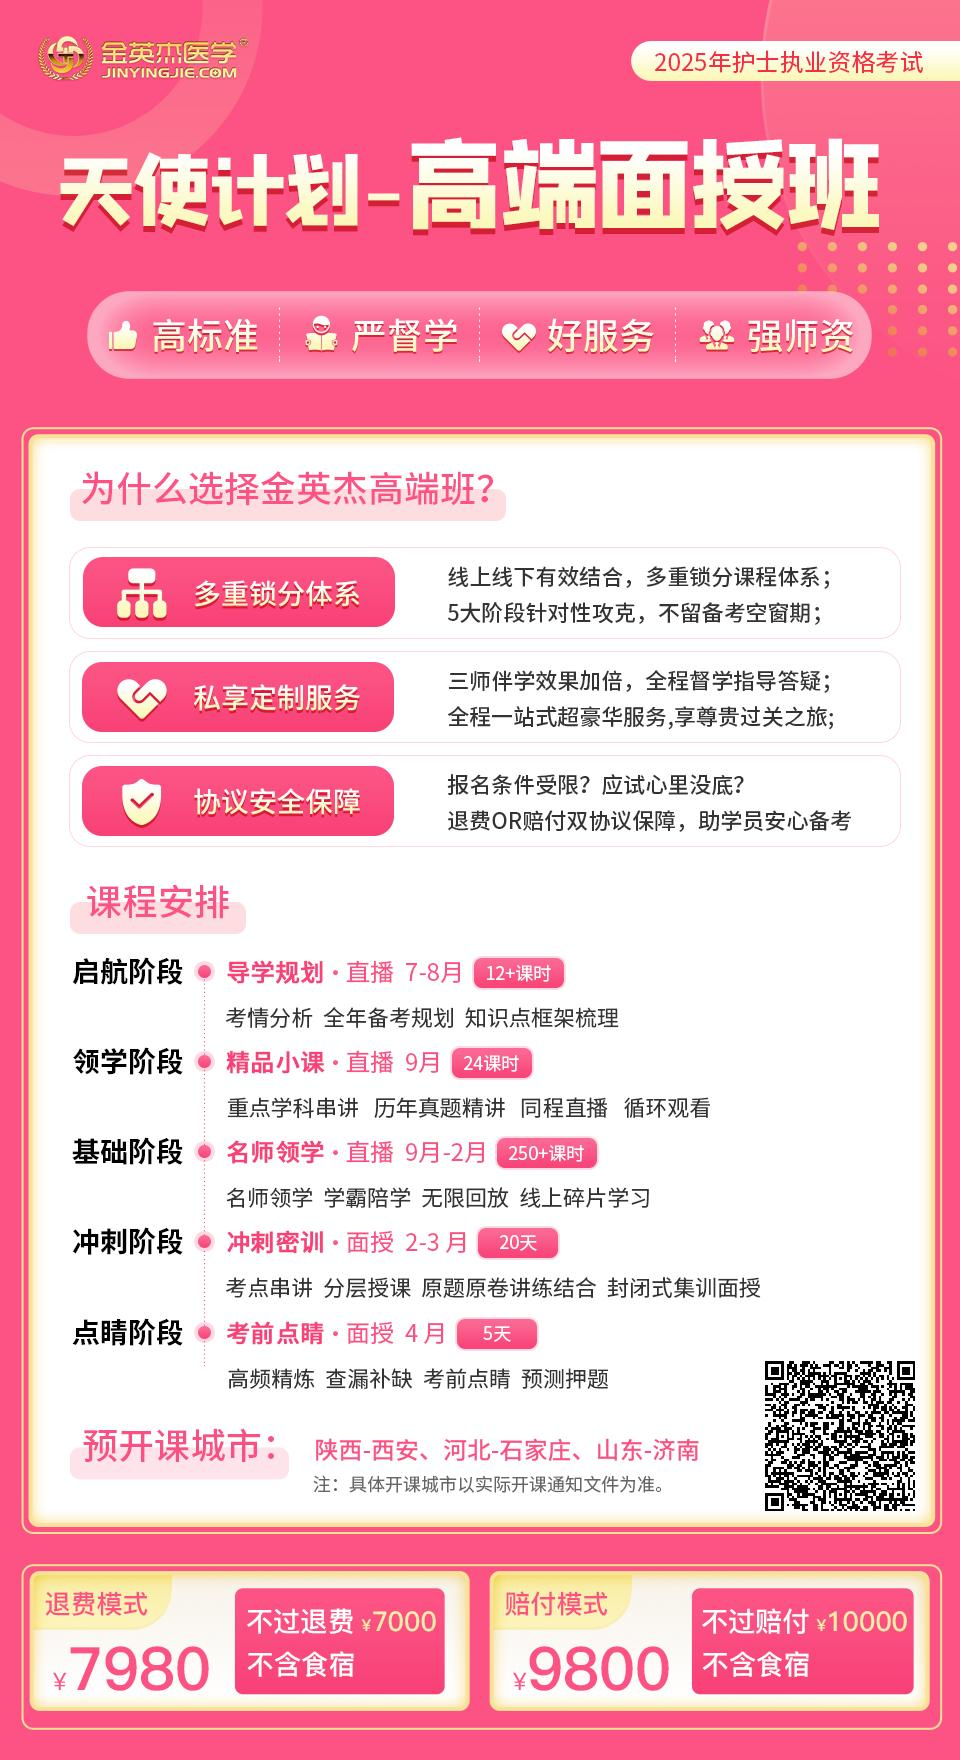 金英杰医学®
JINYINGJIE.COM
2025年护士执业资格考试
天使计划-高端面授班
高标准 严督学 好服务 强师资
为什么选择金英杰高端班？
多重锁分体系
线上线下有效结合，多重锁分课程体系；
5大阶段针对性攻克，不留备考空窗期；
私享定制服务
三师伴学效果加倍，全程督学指导答疑；
全程一站式超豪华服务,享尊贵过关之旅;
协议安全保障
报名条件受限？应试心里没底？
退费OR赔付双协议保障，助学员安心备考
课程安排
启航阶段 导学规划·直播 7-8月 12+课时
考情分析 全年备考规划 知识点框架梳理
领学阶段 精品小课·直播 9月 24课时
重点学科串讲 历年真题精讲 同程直播 循环观看
基础阶段 名师领学·直播 9月-2月 250+课时
名师领学 学霸陪学 无限回放 线上碎片学习
冲刺阶段 冲刺密训·面授 2-3 月 20天
考点串讲 分层授课 原题原卷讲练结合 封闭式集训面授
点睛阶段 考前点睛·面授 4 月 5天
高频精炼 查漏补缺 考前点睛 预测押题
预开课城市： 陕西-西安、河北-石家庄、山东-济南
注：具体开课城市以实际开课通知文件为准。
退费模式
¥7980
不过退费 ¥7000
不含食宿
赔付模式
¥9800
不过赔付 ¥10000
不含食宿